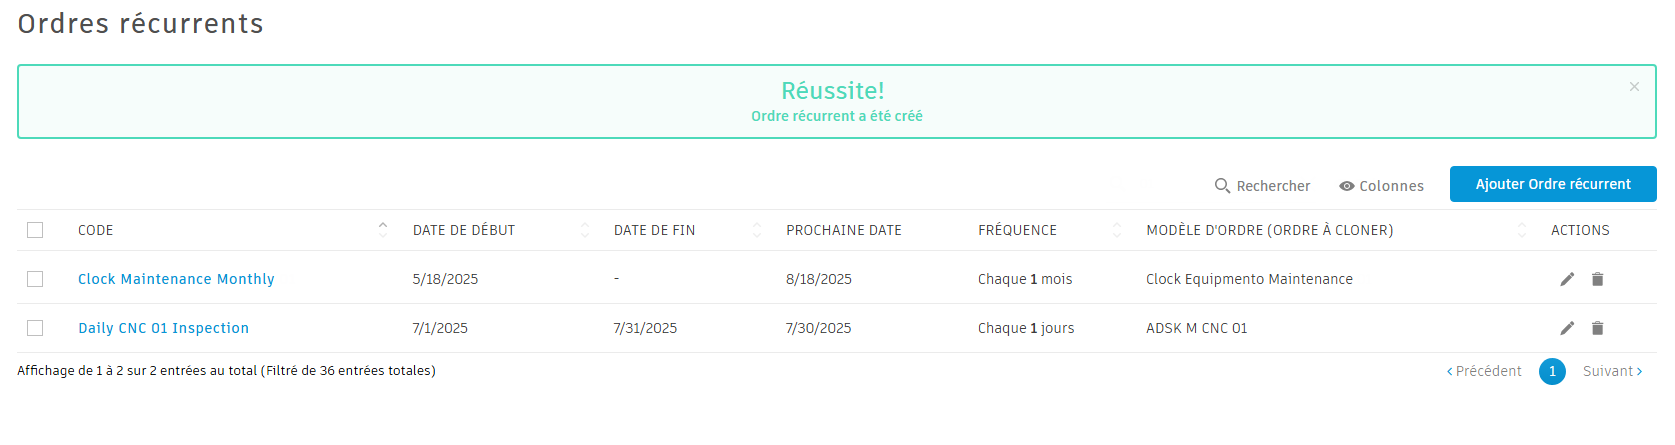 Ordres récurrents
Réussite!
Ordre récurrent a été créé
Rechercher Colonnes Ajouter Ordre récurrent
CODE DATE DE DÉBUT DATE DE FIN PROCHAINE DATE FRÉQUENCE MODÈLE D'ORDRE (ORDRE À CLONER) ACTIONS
Clock Maintenance Monthly 5/18/2025 - 8/18/2025 Chaque 1 mois Clock Equipmento Maintenance
Daily CNC 01 Inspection 7/1/2025 7/31/2025 7/30/2025 Chaque 1 jours ADSK M CNC 01
Affichage de 1 à 2 sur 2 entrées au total (Filtré de 36 entrées totales) Précédent 1 Suivant